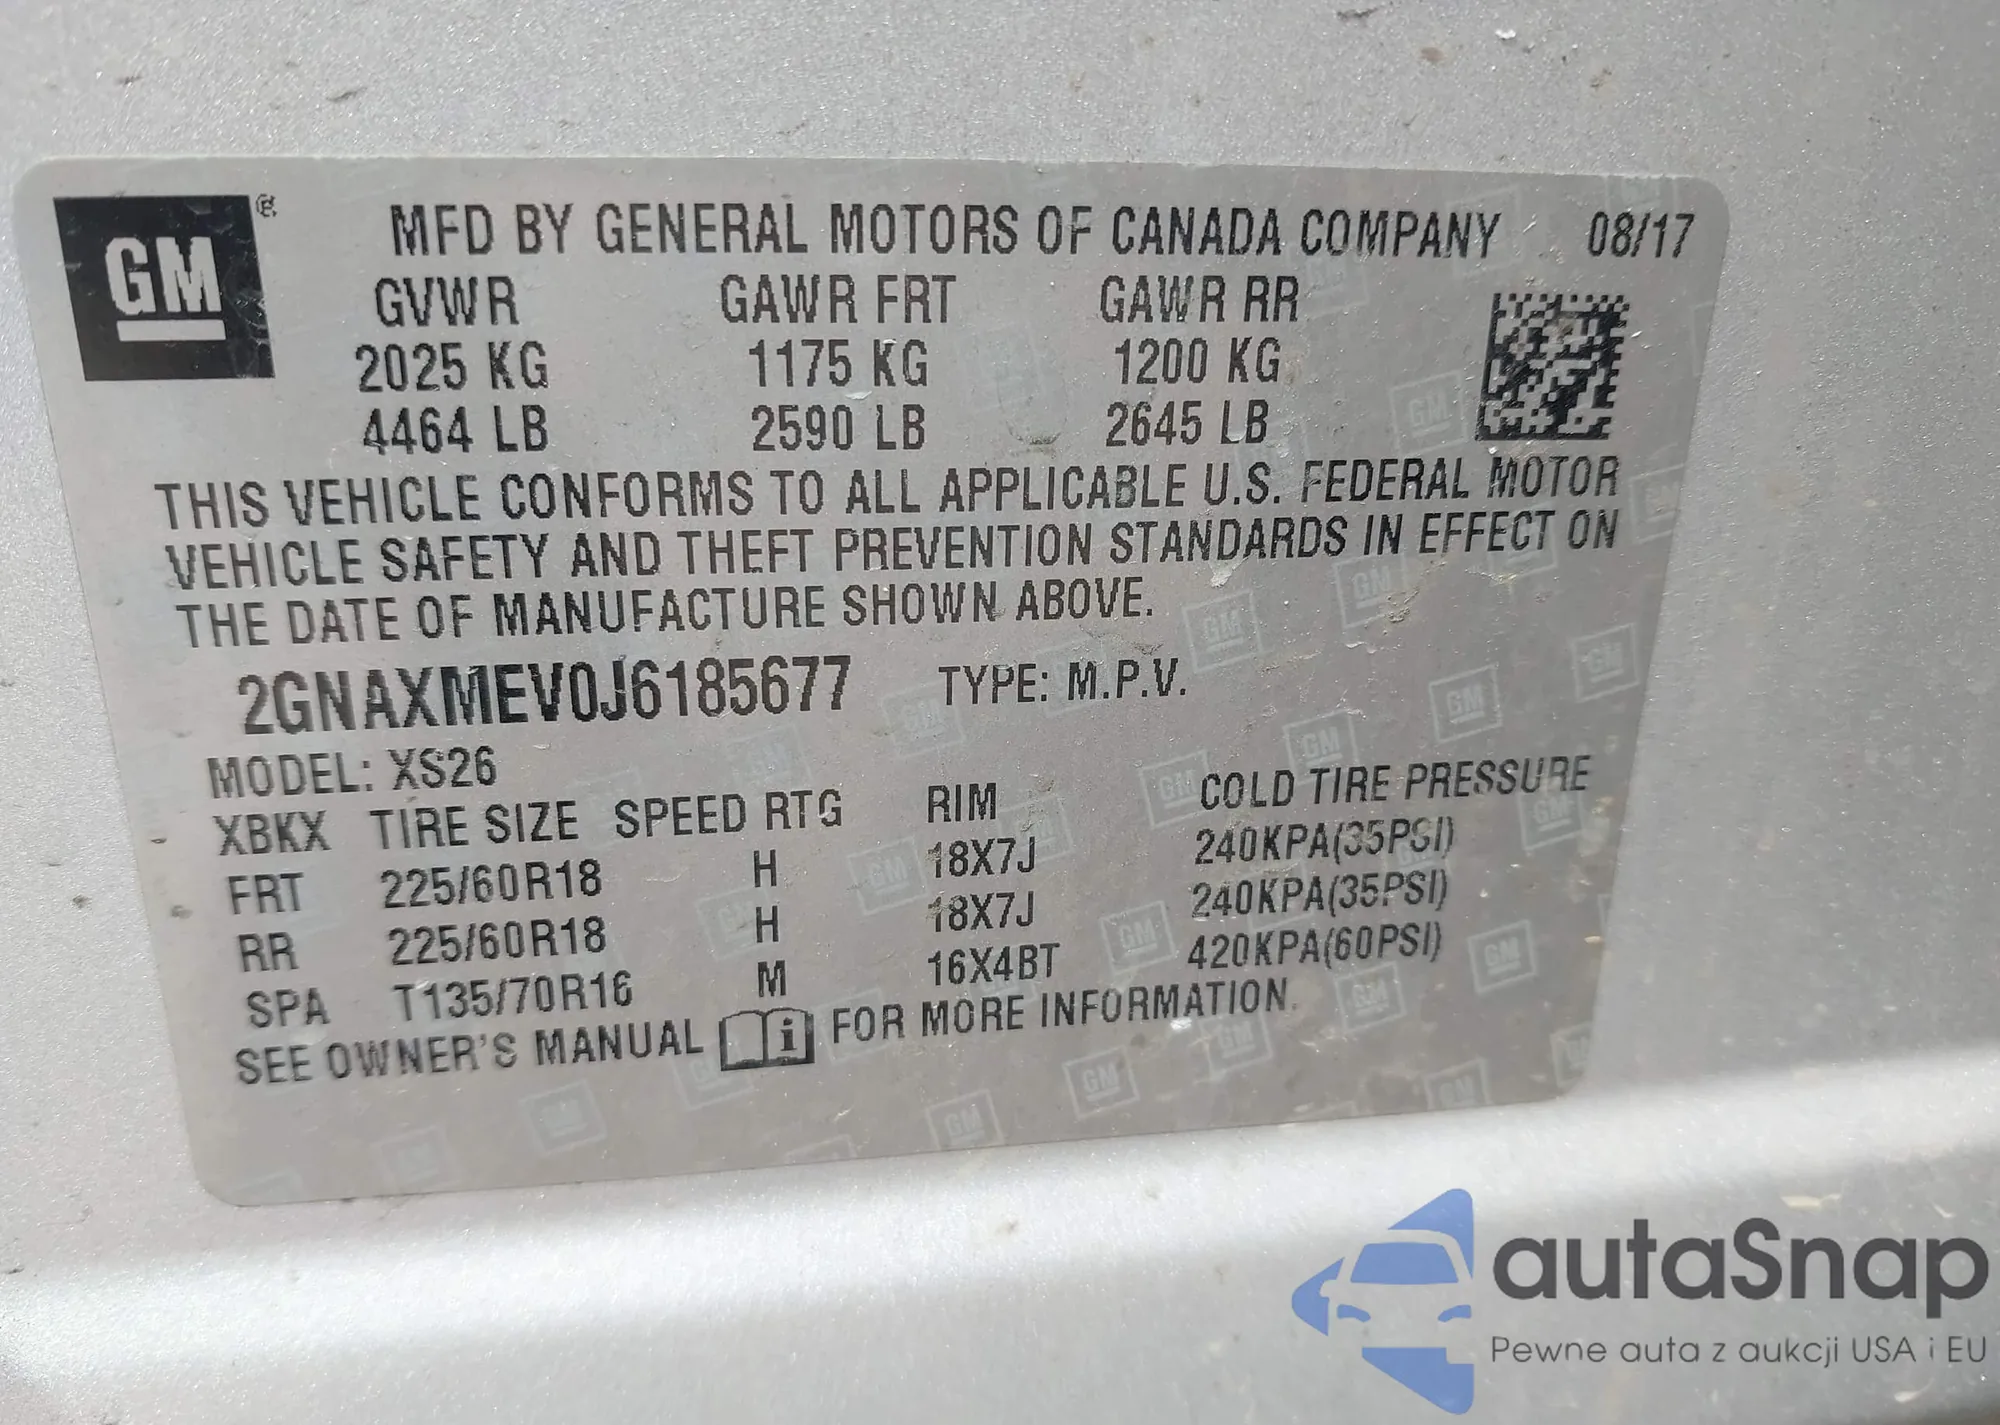 GM ® MFD BY GENERAL MOTORS OF CANADA COMPANY 08/17
GVWR GAWR FRT GAWR RR
2025 KG 1175 KG 1200 KG
4464 LB 2590 LB 2645 LB
THIS VEHICLE CONFORMS TO ALL APPLICABLE U.S. FEDERAL MOTOR
VEHICLE SAFETY AND THEFT PREVENTION STANDARDS IN EFFECT ON
THE DATE OF MANUFACTURE SHOWN ABOVE.
2GNAXMEV0J6185677 TYPE: M.P.V.
MODEL: XS26
XBKX TIRE SIZE SPEED RTG RIM COLD TIRE PRESSURE
FRT 225/60R18 H 18X7J 240KPA(35PSI)
RR 225/60R18 H 18X7J 240KPA(35PSI)
SPA T135/70R16 M 16X4BT 420KPA(60PSI)
SEE OWNER'S MANUAL i FOR MORE INFORMATION.
autaSnap
Pewne auta z aukcji USA i EU